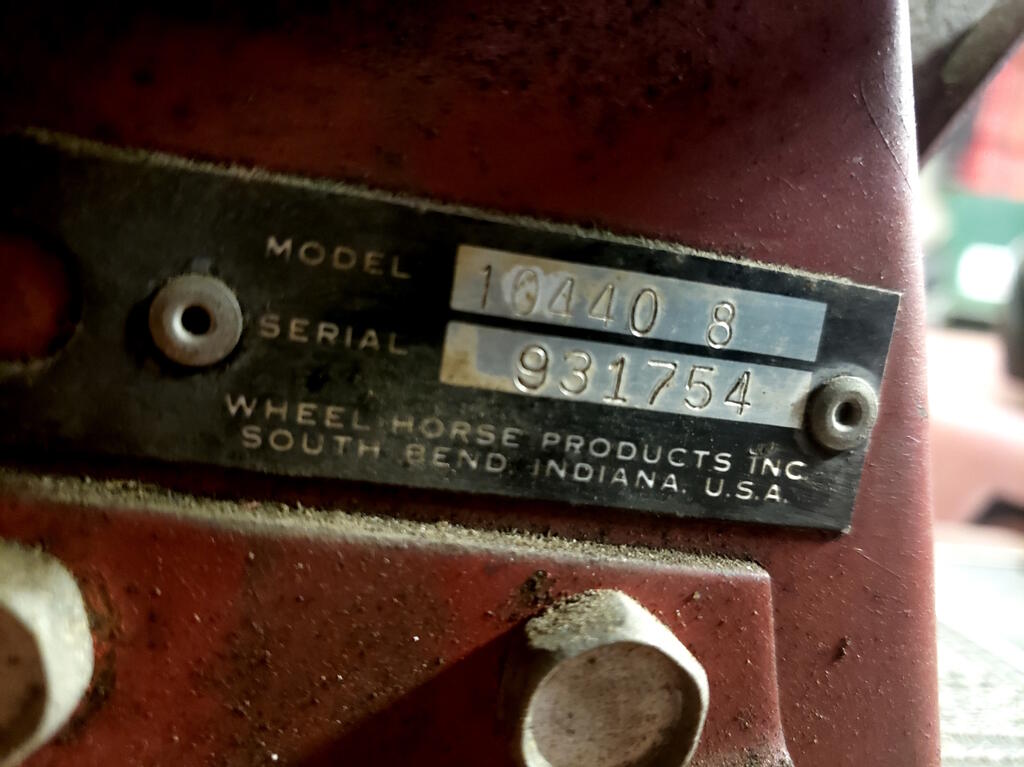 MODEL 10440 8
SERIAL 931754
WHEEL HORSE PRODUCTS INC
SOUTH BEND, INDIANA. U.S.A.